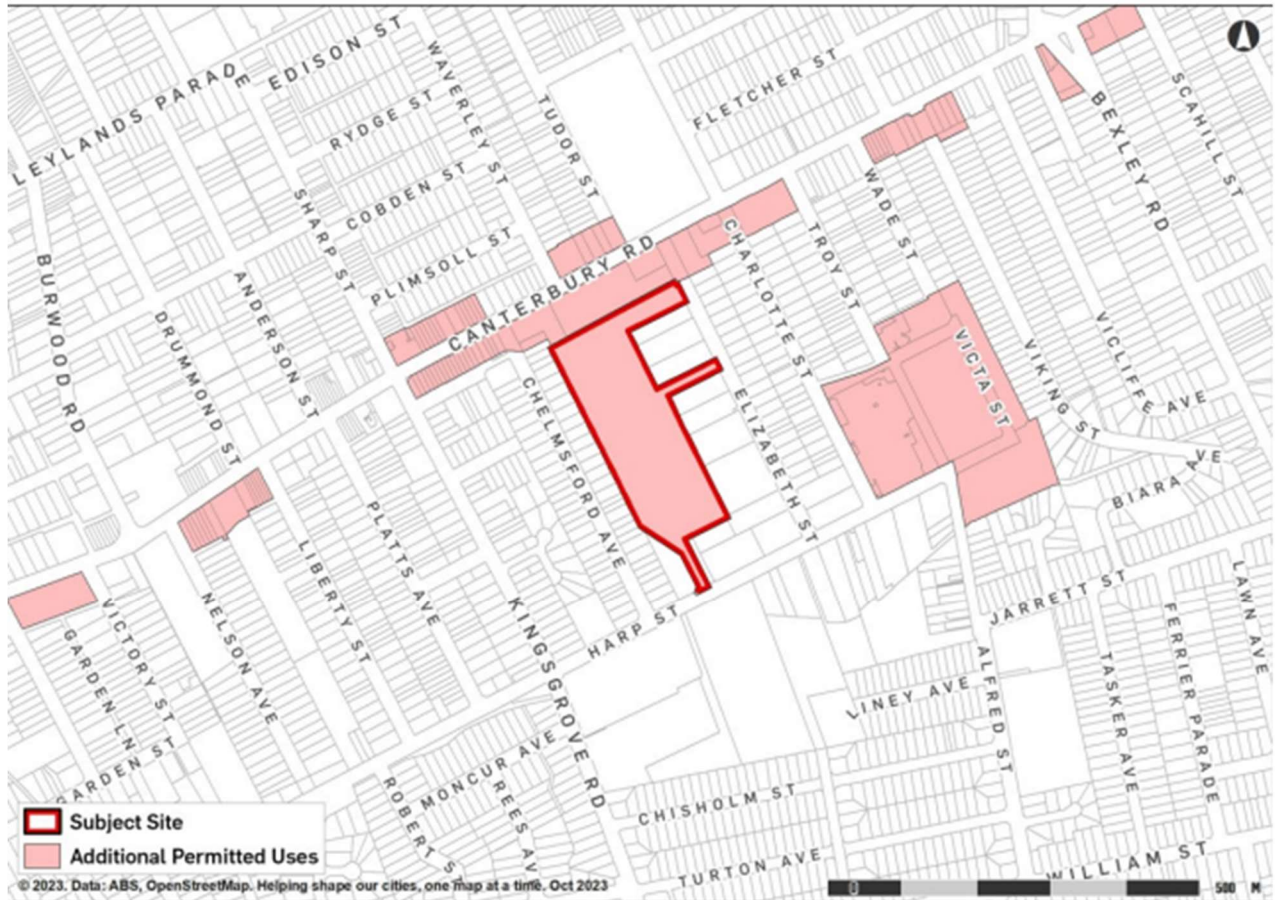 LEYLANDS PARADE
EDISON ST
WAVERLEY ST
TUDOR ST
FLETCHER ST
SCAHILL ST
BEXLEY RD
RYDGE ST
COBDEN ST
SHARP ST
PLIMSOLL ST
CANTERBURY RD
CHARLOTTE ST
TROY ST
WADE ST
BURWOOD RD
ANDERSON ST
DRUMMOND ST
CHELMSFORD AVE
ELIZABETH ST
VICTA ST
VIKING ST
VICLIFFE AVE
BIARA AVE
PLATTS AVE
LIBERTY ST
NELSON AVE
VICTORY ST
GARDEN LN
GARDEN ST
KINGSGROVE RD
HARP ST
JARRETT ST
LAWN AVE
FERRIER PARADE
TASKER AVE
ALFRED ST
LINEY AVE
MONCUR AVE
REES AV
ROBERT ST
CHISHOLM ST
TURTON AVE
WILLIAM ST
Subject Site
Additional Permitted Uses
© 2023. Data: ABS, OpenStreetMap. Helping shape our cities, one map at a time. Oct 2023
0 500 M